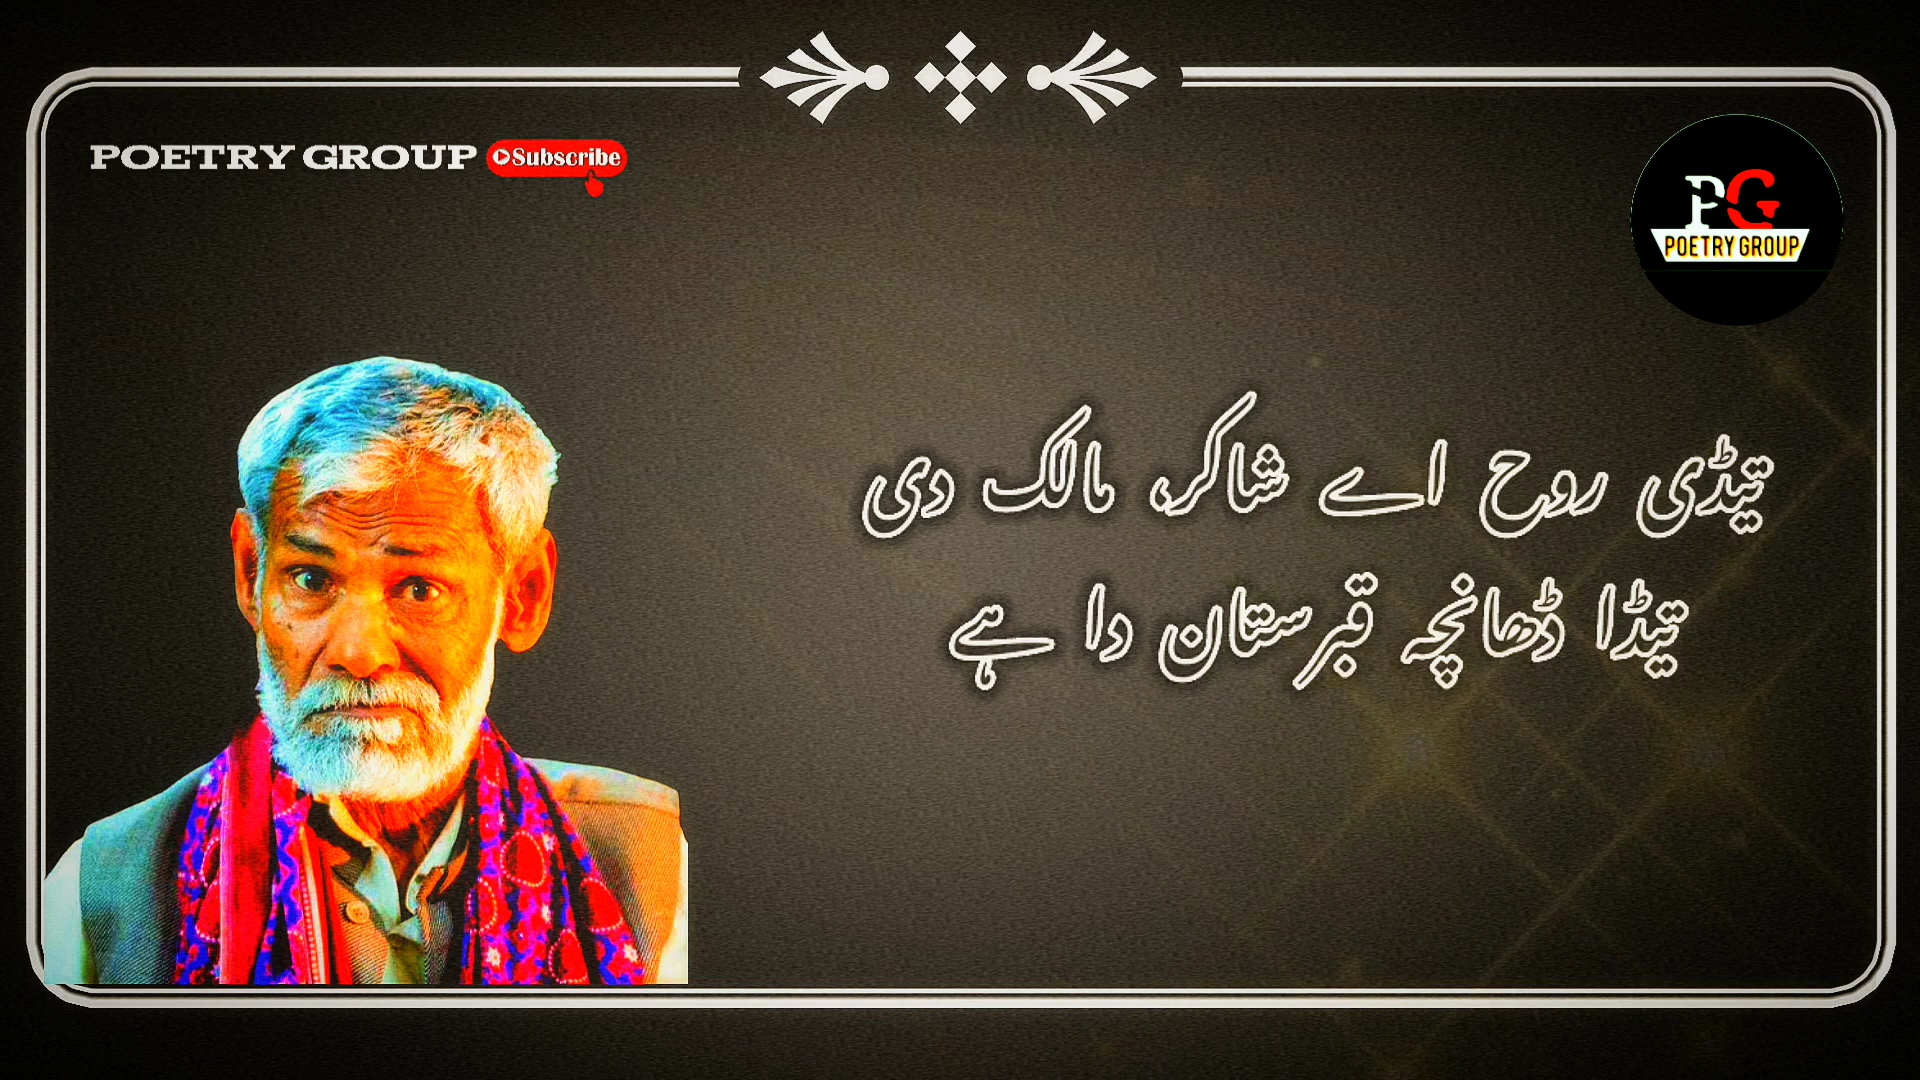 POETRY GROUP Subscribe
PG
POETRY GROUP
تیڈی روح اے شاکر، مالک دی
تیڈا ڈھانچہ قبرستان دا ہے